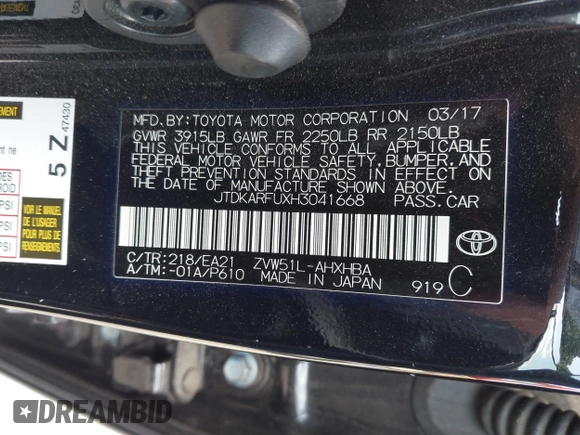 MFD. BY: TOYOTA MOTOR CORPORATION 03/17
GVWR 3915LB GAWR FR 2250LB RR 2150LB
THIS VEHICLE CONFORMS TO ALL APPLICABLE
FEDERAL MOTOR VEHICLE SAFETY, BUMPER, AND
THEFT PREVENTION STANDARDS IN EFFECT ON
THE DATE OF MANUFACTURE SHOWN ABOVE.
JTDKARFUXH3041668 PASS. CAR
C/TR: 218/EA21 ZVW51L-AHXHBA
A/TM: -01A/P610 MADE IN JAPAN
919 C
TOYOTA
5 Z 47430
VOIR LE MANUEL
DE L'USAGER
POUR PLUS DE
PSI
PSI
DREAMBID